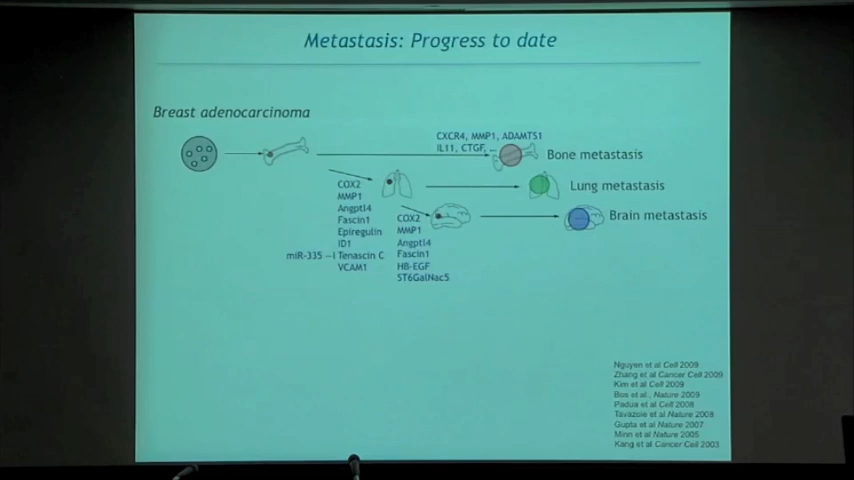 Metastasis: Progress to date
Breast adenocarcinoma
CXCR4, MMP1, ADAMTS1
IL11, CTGF, …
Bone metastasis
Lung metastasis
Brain metastasis
COX2
MMP1
Angptl4
Fascin1
Epiregulin
ID1
miR-335 ⊣ Tenascin C
VCAM1
COX2
MMP1
Angptl4
Fascin1
HB-EGF
ST6GalNac5
Nguyen et al Cell 2009
Zhang et al Cancer Cell 2009
Kim et al Cell 2009
Bos et al., Nature 2009
Padua et al Cell 2008
Tavazoie et al Nature 2008
Gupta et al Nature 2007
Minn et al Nature 2005
Kang et al Cancer Cell 2003